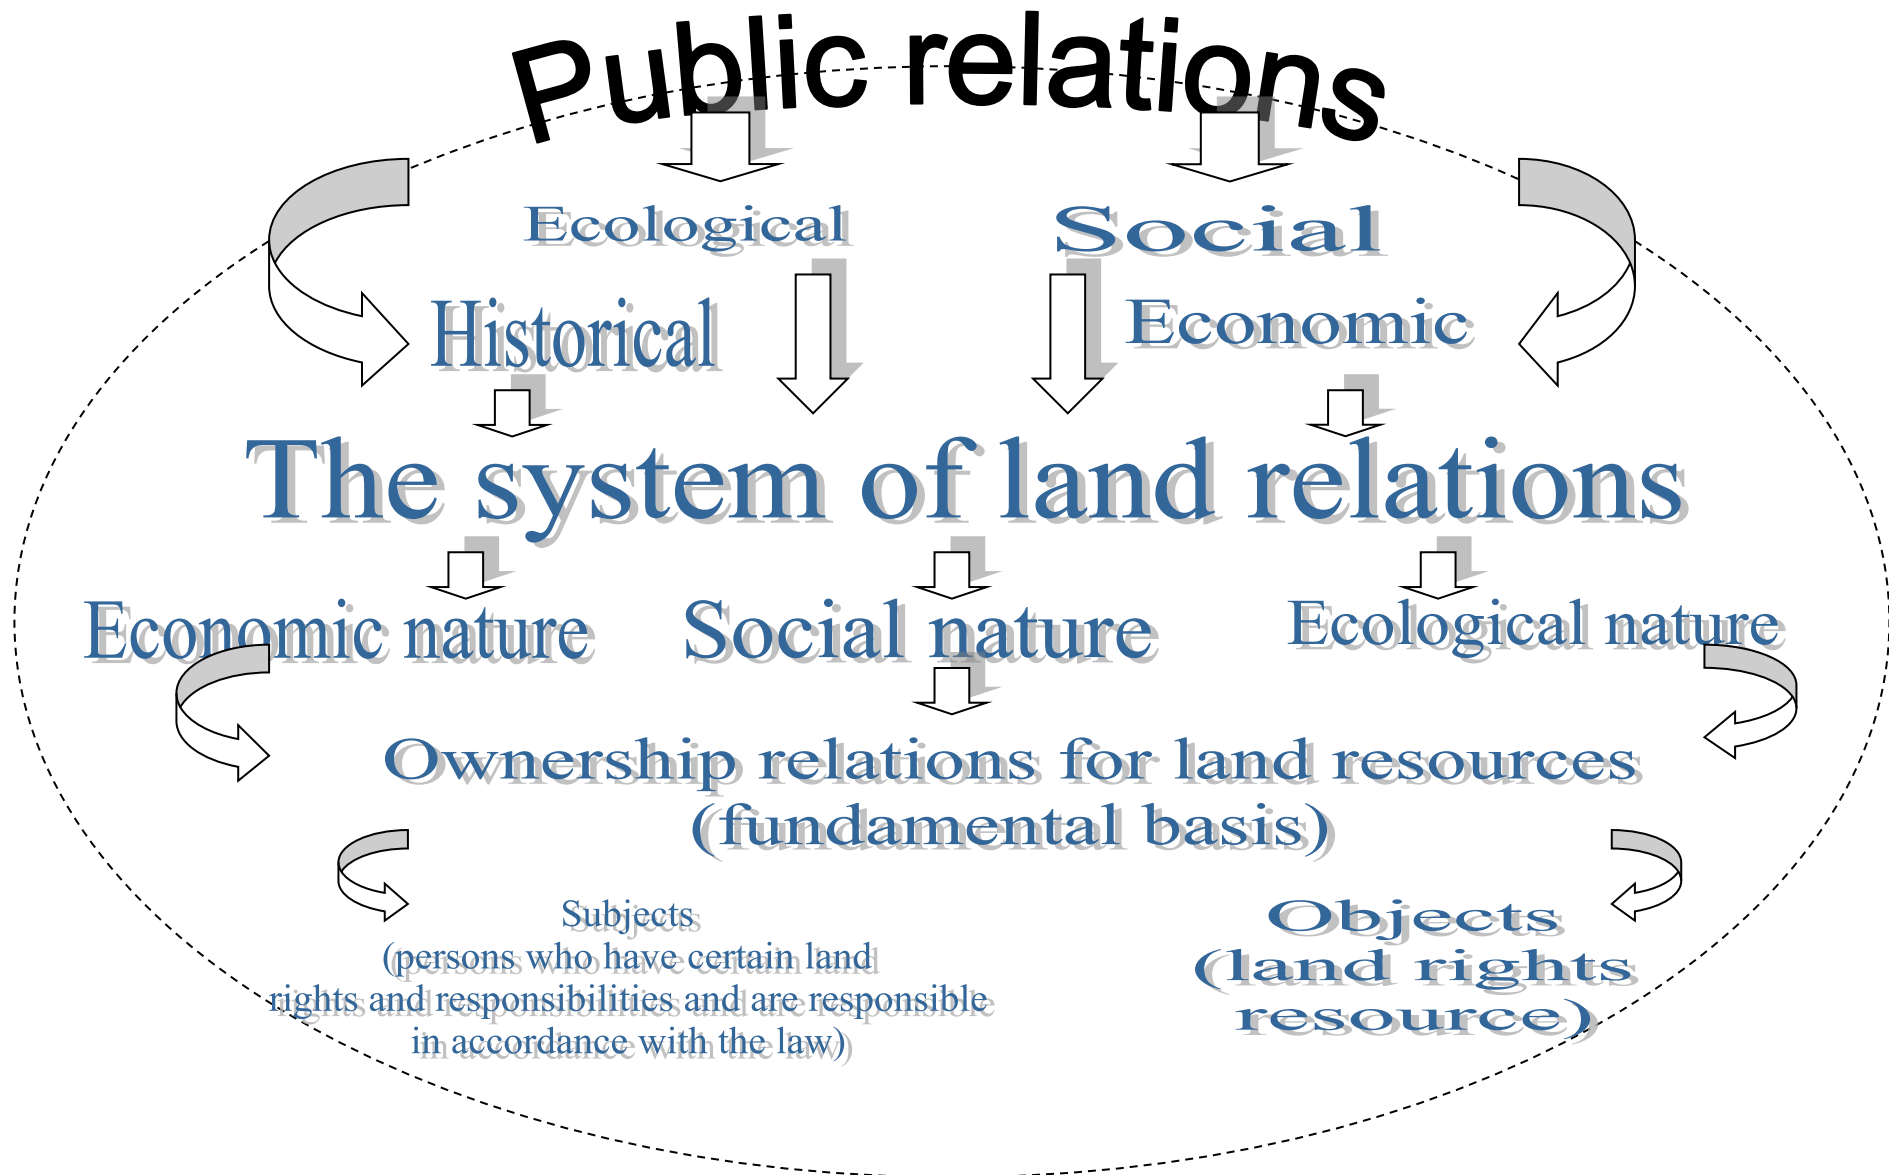 Public relations
Ecological
Social
Historical
Economic
The system of land relations
Economic nature
Social nature
Ecological nature
Ownership relations for land resources
(fundamental basis)
Subjects
(persons who have certain land
rights and responsibilities and are responsible
in accordance with the law)
Objects
(land rights
resource)